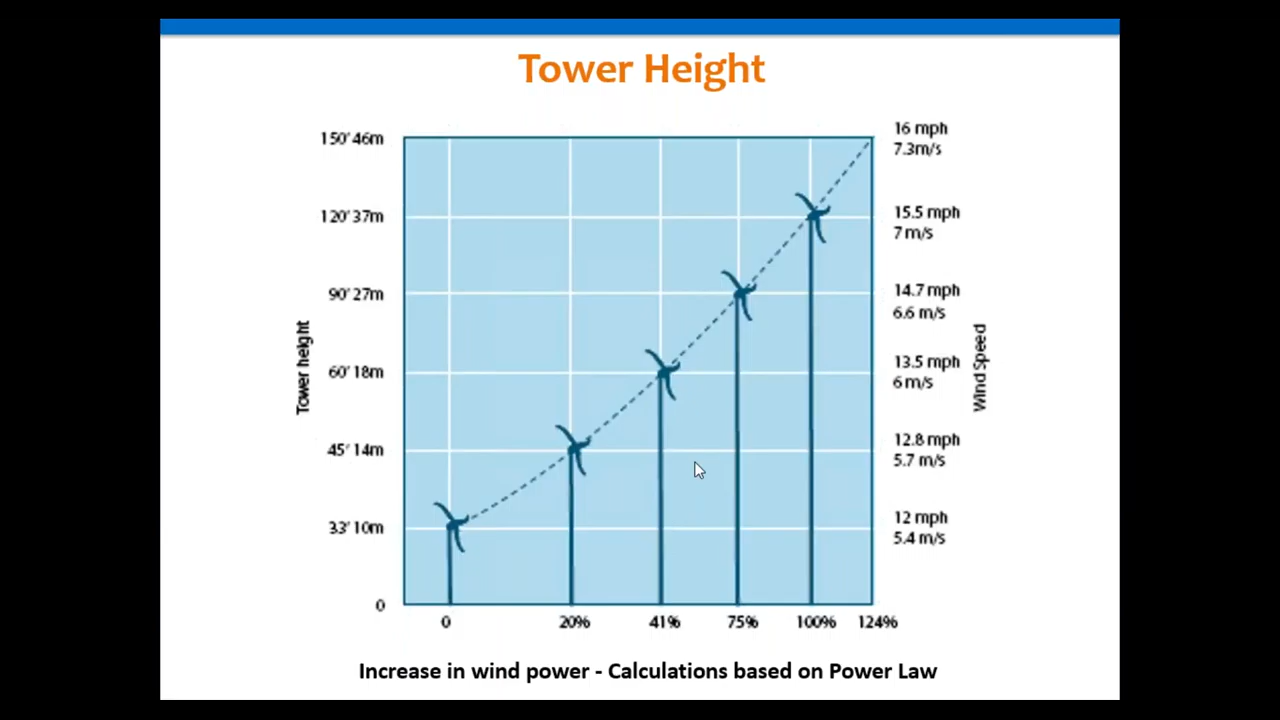 Tower Height
150' 46m
120' 37m
90' 27m
60' 18m
45' 14m
33' 10m
0
Tower height
16 mph
7.3m/s
15.5 mph
7 m/s
14.7 mph
6.6 m/s
13.5 mph
6 m/s
12.8 mph
5.7 m/s
12 mph
5.4 m/s
Wind Speed
0 20% 41% 75% 100% 124%
Increase in wind power - Calculations based on Power Law